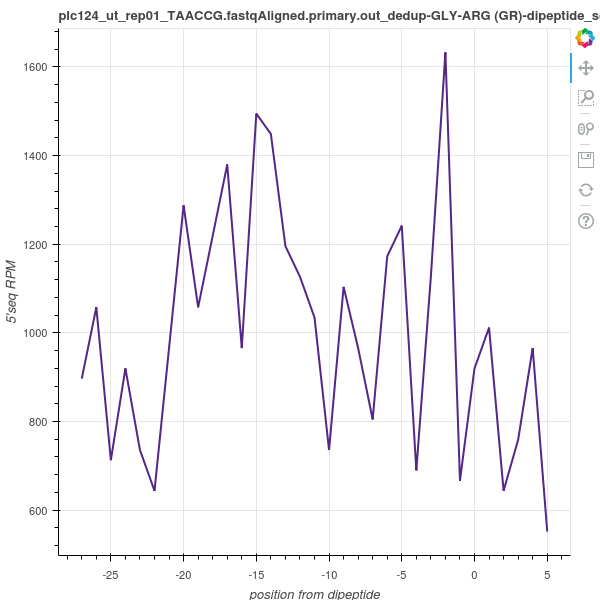 plc124_ut_rep01_TAACCG.fastqAligned.primary.out_dedup-GLY-ARG (GR)-dipeptide_s
1600
1400
1200
1000
800
600
5'seq RPM
-25 -20 -15 -10 -5 0 5
position from dipeptide